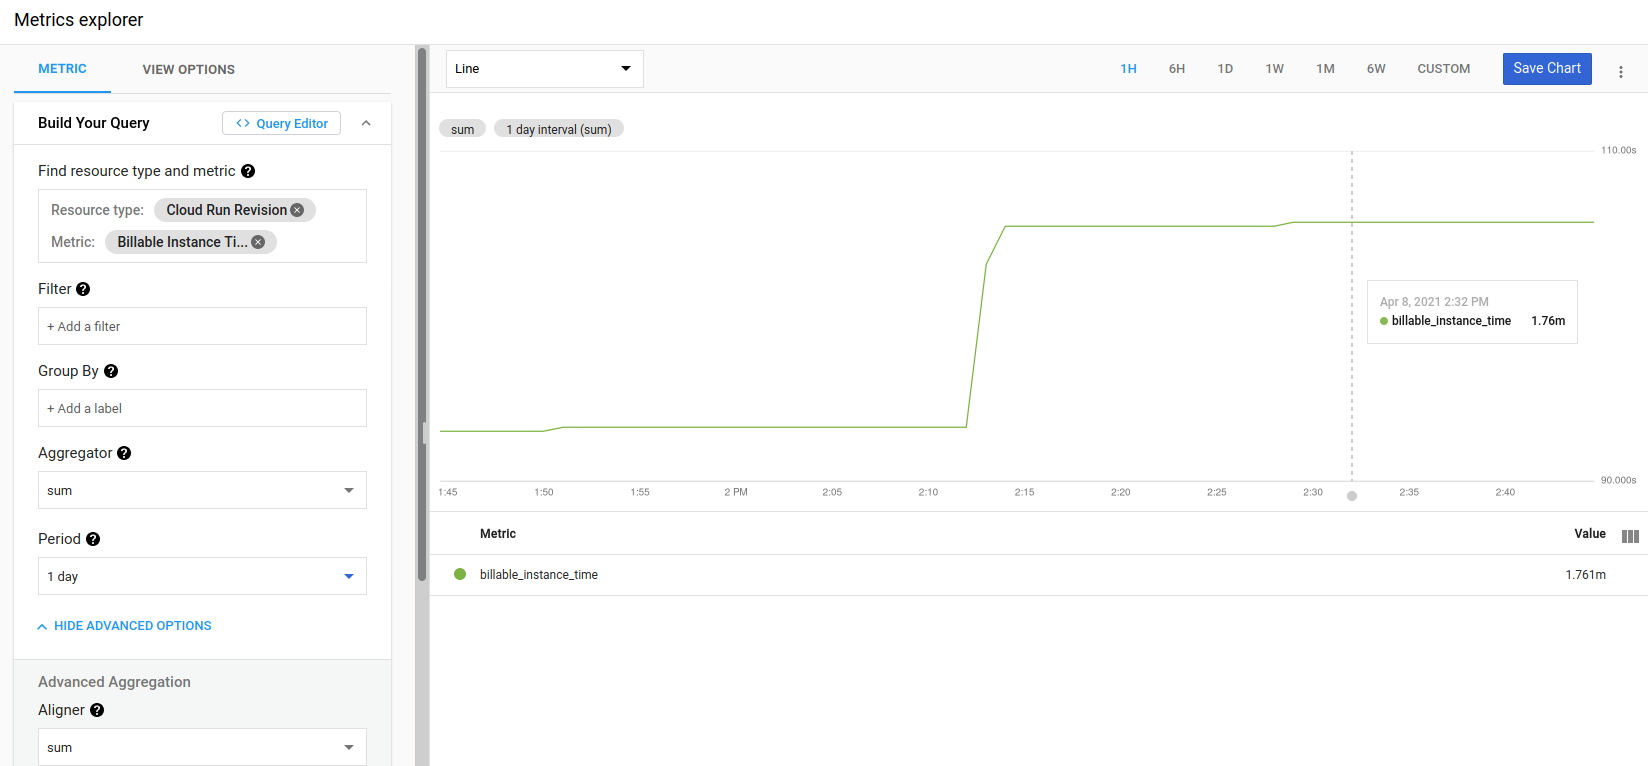 Metrics explorer
METRIC VIEW OPTIONS
Build Your Query
<> Query Editor
Find resource type and metric
Resource type: Cloud Run Revision
Metric: Billable Instance Ti...
Filter
+ Add a filter
Group By
+ Add a label
Aggregator
sum
Period
1 day
HIDE ADVANCED OPTIONS
Advanced Aggregation
Aligner
sum
Line
1H 6H 1D 1W 1M 6W CUSTOM
Save Chart
sum 1 day interval (sum)
110.00s
Apr 8, 2021 2:32 PM
billable_instance_time 1.76m
90.000s
1:45 1:50 1:55 2 PM 2:05 2:10 2:15 2:20 2:25 2:30 2:35 2:40
Metric Value
billable_instance_time 1.761m